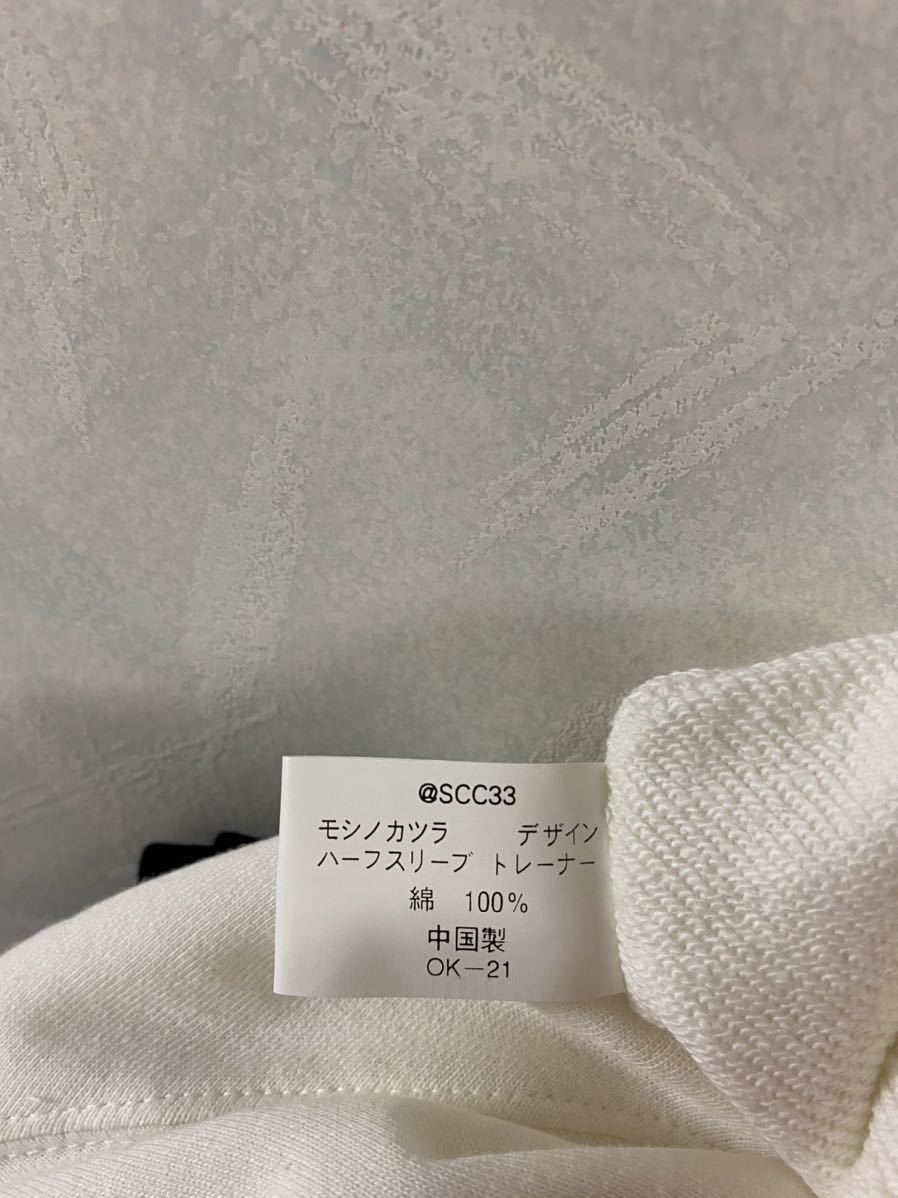 @SCC33
モシノカツラ デザイン
ハーフスリーブ トレーナー
綿 100%
中国製
OK-21